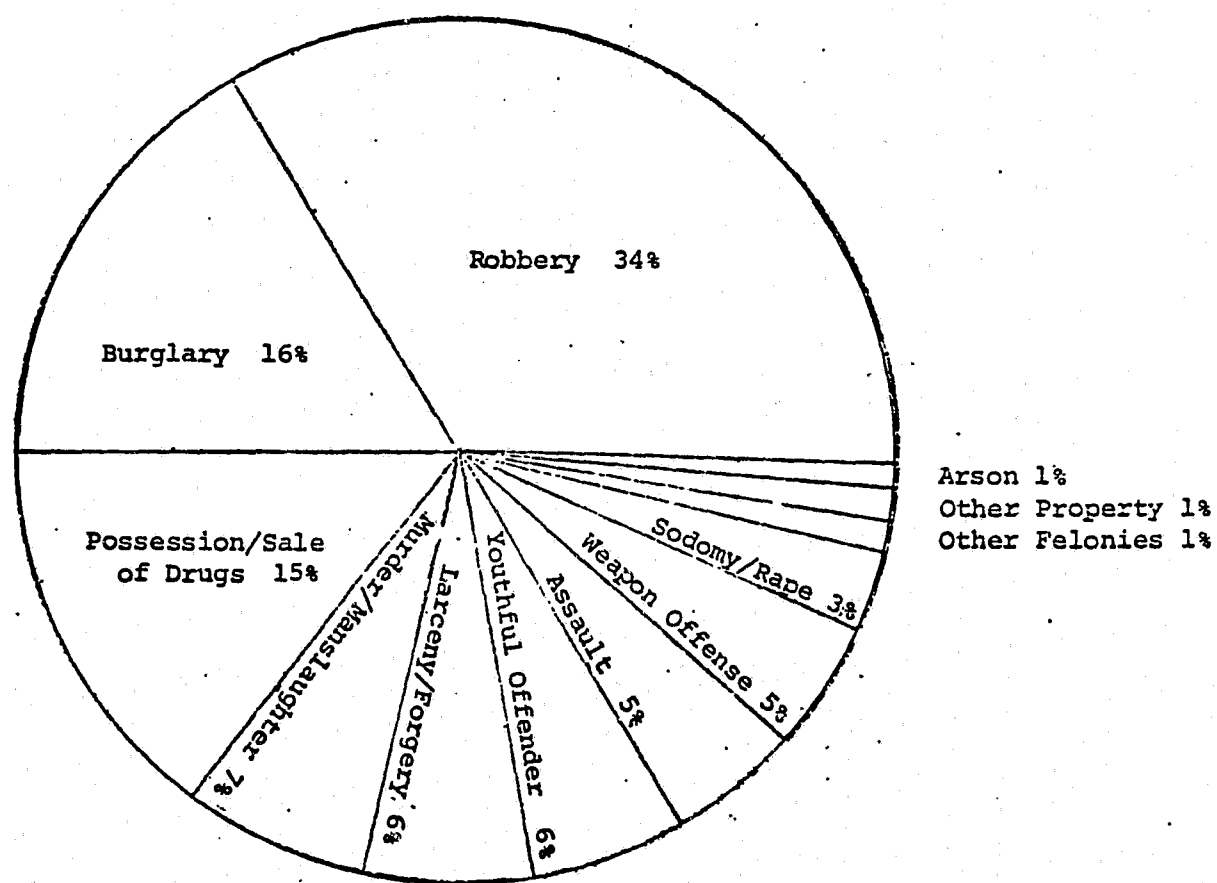 Robbery 34%
Burglary 16%
Arson 1%
Other Property 1%
Other Felonies 1%
Possession/Sale
of Drugs 15%
Murder/Manslaughter 7%
Larceny/Forgery 6%
Youthful Offender 6%
Assault 5%
Weapon Offense 5%
Sodomy/Rape 3%